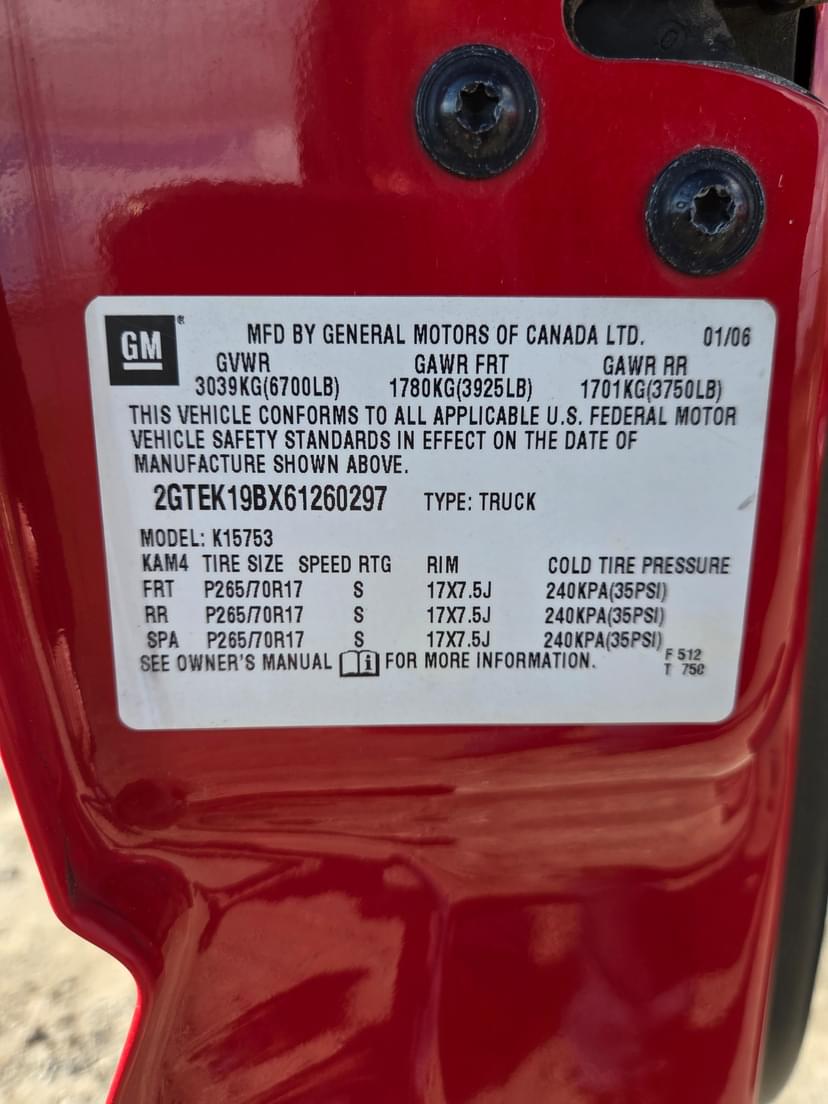 GM ® MFD BY GENERAL MOTORS OF CANADA LTD. 01/06
GVWR GAWR FRT GAWR RR
3039KG(6700LB) 1780KG(3925LB) 1701KG(3750LB)
THIS VEHICLE CONFORMS TO ALL APPLICABLE U.S. FEDERAL MOTOR
VEHICLE SAFETY STANDARDS IN EFFECT ON THE DATE OF
MANUFACTURE SHOWN ABOVE.
2GTEK19BX61260297 TYPE: TRUCK
MODEL: K15753
KAM4 TIRE SIZE SPEED RTG RIM COLD TIRE PRESSURE
FRT P265/70R17 S 17X7.5J 240KPA(35PSI)
RR P265/70R17 S 17X7.5J 240KPA(35PSI)
SPA P265/70R17 S 17X7.5J 240KPA(35PSI)
SEE OWNER'S MANUAL i FOR MORE INFORMATION. F 512
T